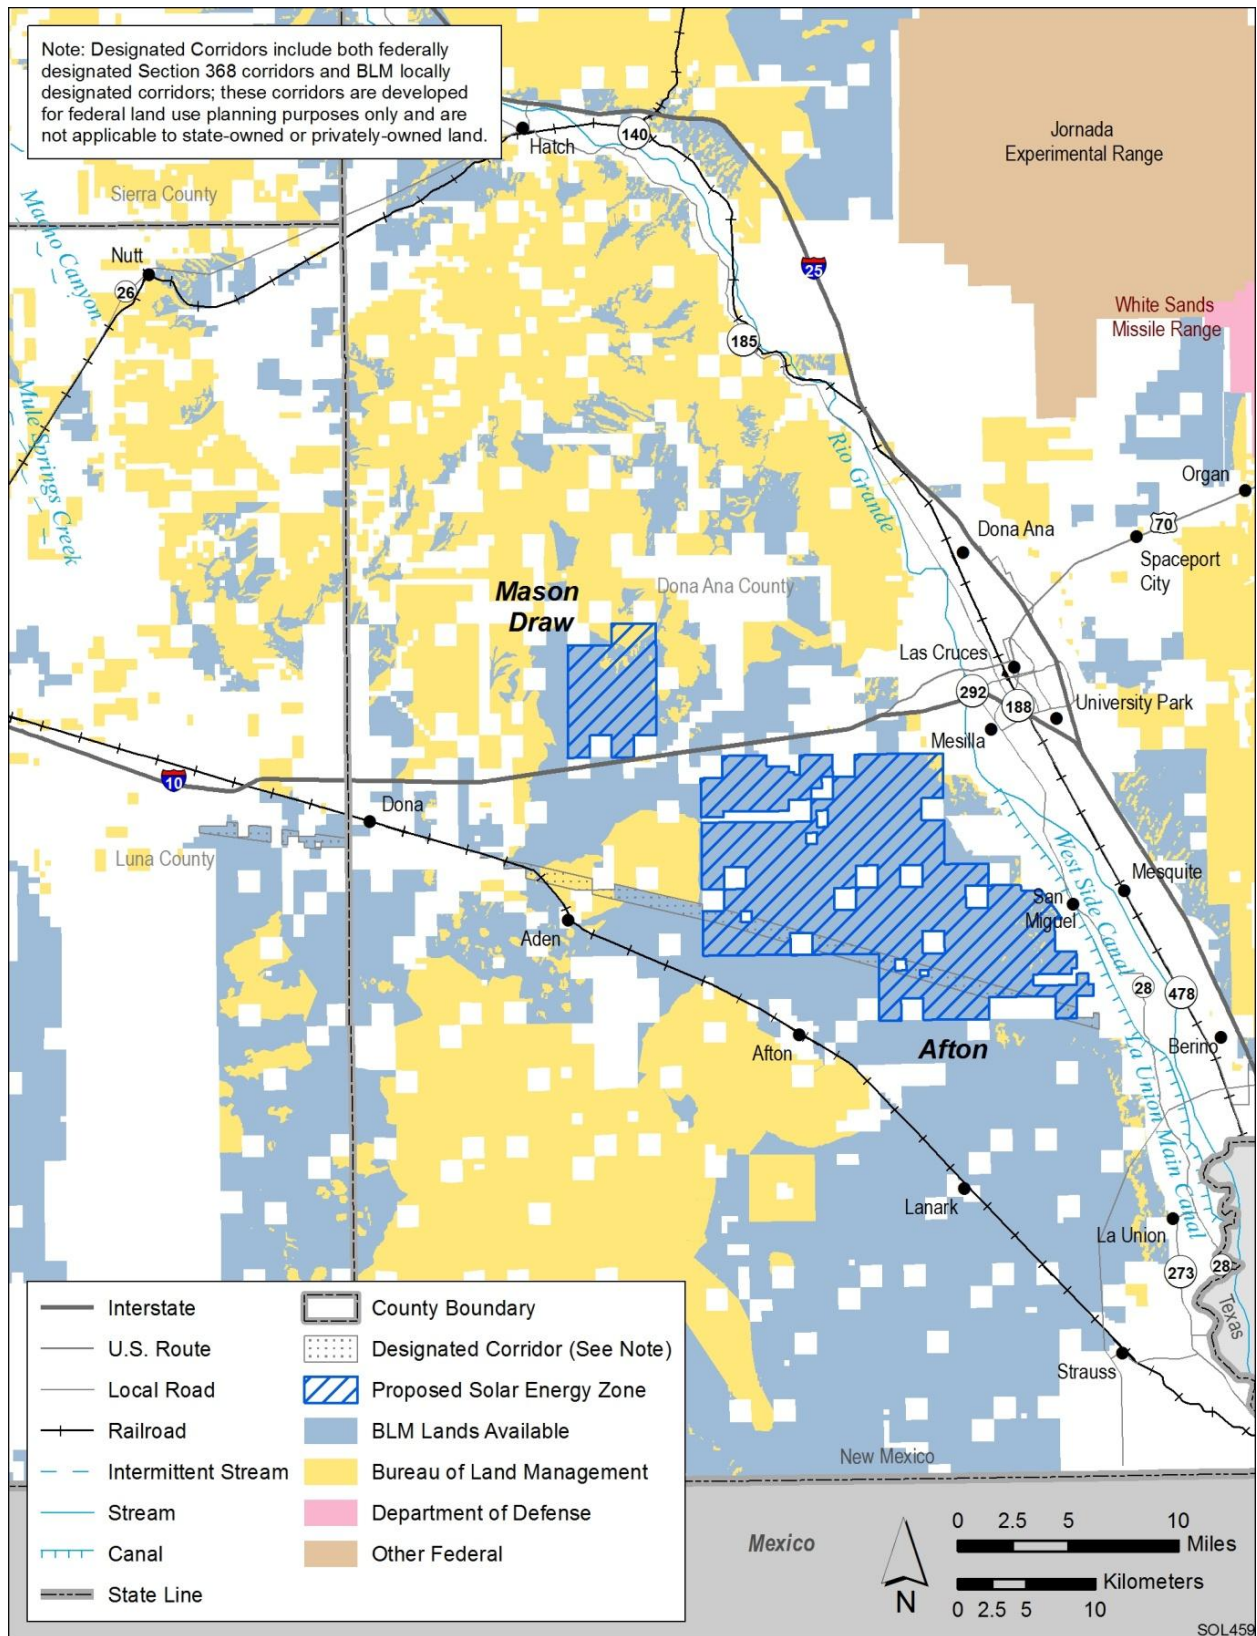 Note: Designated Corridors include both federally
designated Section 368 corridors and BLM locally
designated corridors; these corridors are developed
for federal land use planning purposes only and are
not applicable to state-owned or privately-owned land.
Jornada
Experimental Range
140
Hatch
Sierra County
Macho Canyon
Nutt
26
25
White Sands
Missile Range
185
Mule Springs Creek
Rio Grande
Organ
70
Dona Ana
Spaceport
City
Mason
Draw
Dona Ana County
Las Cruces
292
188
University Park
Mesilla
10
Dona
Luna County
West Side Canal
Mesquite
San
Miguel
Aden
28
478
Afton
Afton
Berino
La Union Main Canal
Lanark
La Union
273
28
Texas
Strauss
New Mexico
Mexico
Interstate
U.S. Route
Local Road
Railroad
Intermittent Stream
Stream
Canal
State Line
County Boundary
Designated Corridor (See Note)
Proposed Solar Energy Zone
BLM Lands Available
Bureau of Land Management
Department of Defense
Other Federal
N
0 2.5 5 10
Miles
Kilometers
0 2.5 5 10
SOL459